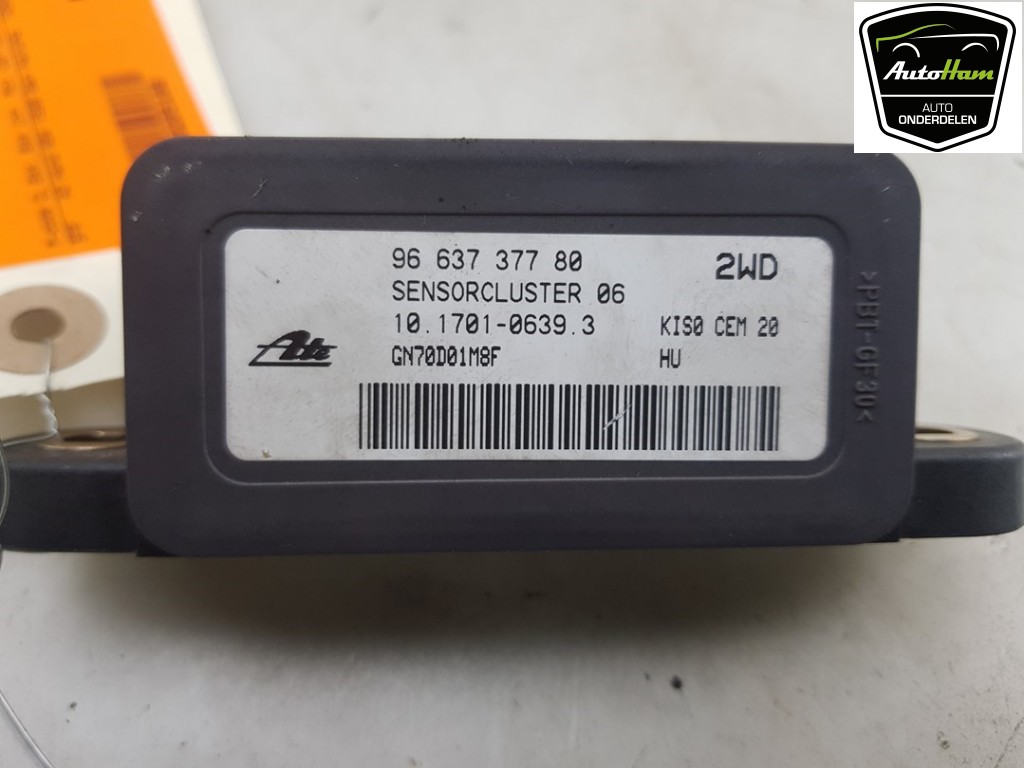 AutoHam
AUTO
ONDERDELEN
96 637 377 80
2WD
SENSORCLUSTER 06
10.1701-0639.3
KIS0 CEM 20
Ate
GN70D01M8F
HU
>PBT-GF30<